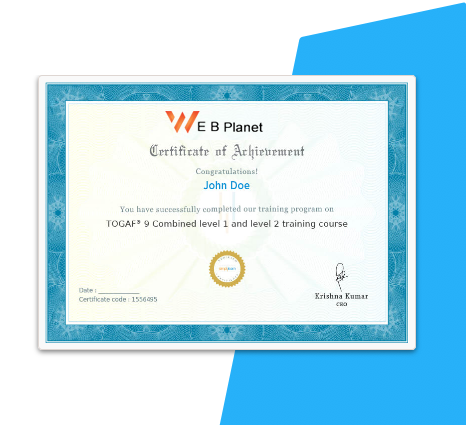 WEB Planet
Certificate of Achievement
Congratulations!
John Doe
You have successfully completed our training program on
TOGAF® 9 Combined level 1 and level 2 training course
Date : ____________
Certificate code : 1556495
Krishna Kumar
CEO